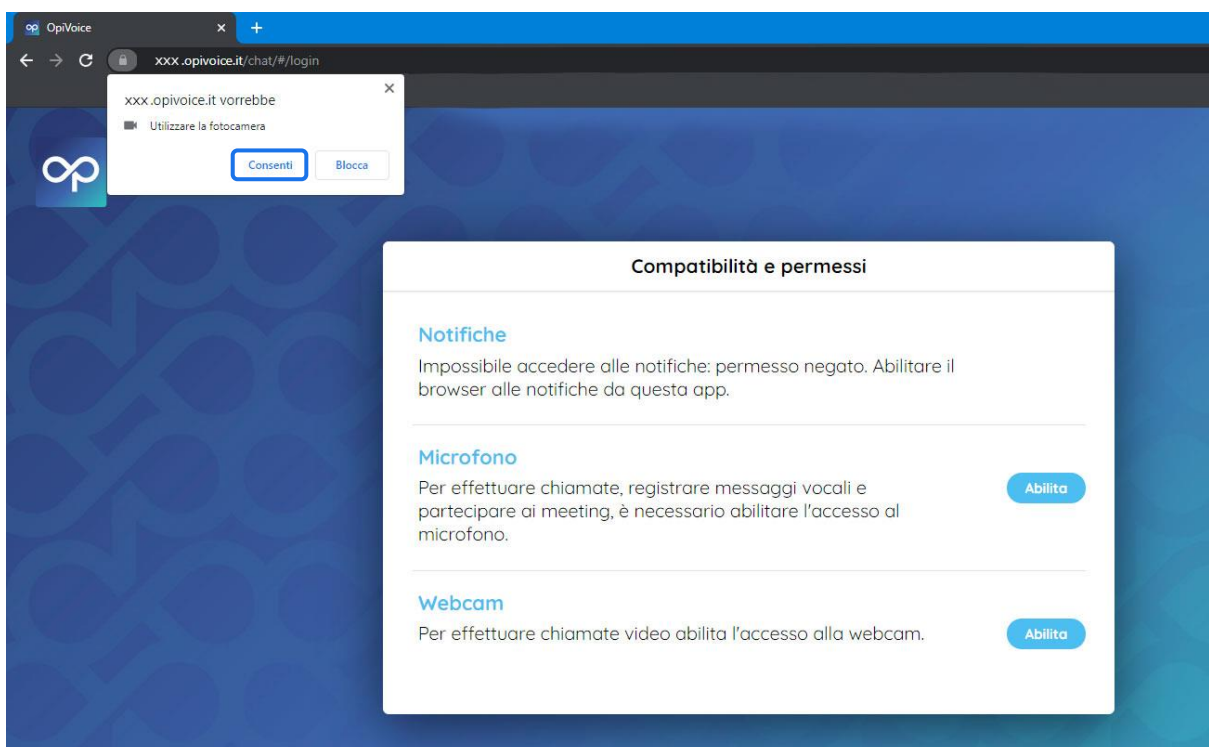 OpiVoice
xxx .opivoice.it/chat/#/login
xxx .opivoice.it vorrebbe
Utilizzare la fotocamera
Consenti
Blocca
op
Compatibilità e permessi
Notifiche
Impossibile accedere alle notifiche: permesso negato. Abilitare il
browser alle notifiche da questa app.
Microfono
Per effettuare chiamate, registrare messaggi vocali e
partecipare ai meeting, è necessario abilitare l'accesso al
microfono.
Abilita
Webcam
Per effettuare chiamate video abilita l'accesso alla webcam.
Abilita